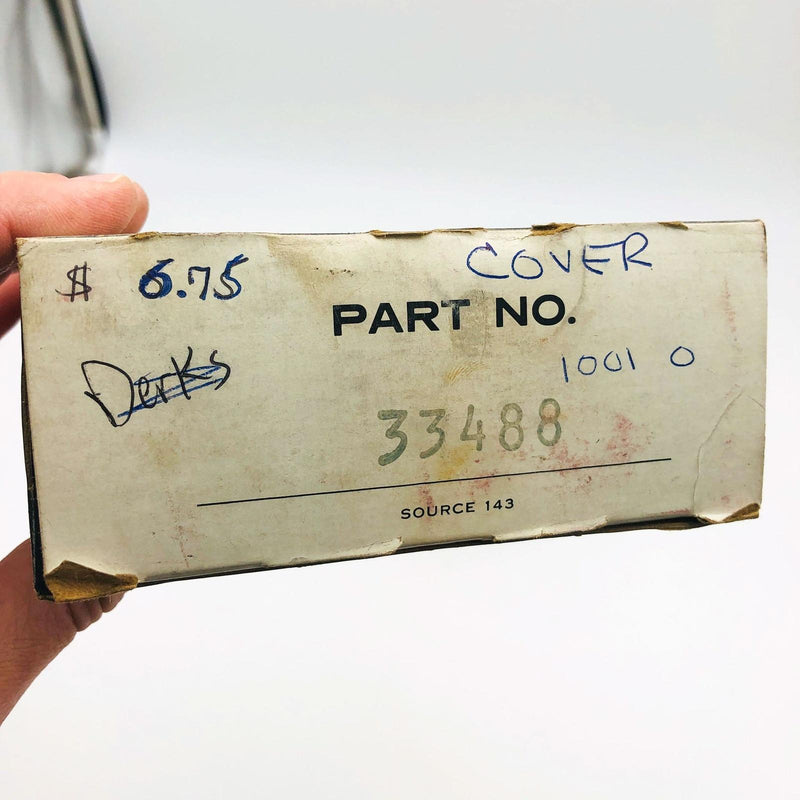 $ 6.75 COVER
PART NO.
Derks 1001 0
33488
SOURCE 143